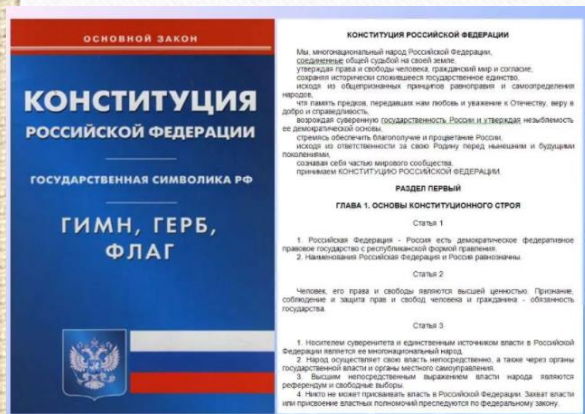 ОСНОВНОЙ ЗАКОН
КОНСТИТУЦИЯ
РОССИЙСКОЙ ФЕДЕРАЦИИ
ГОСУДАРСТВЕННАЯ СИМВОЛИКА РФ
ГИМН, ГЕРБ,
ФЛАГ
КОНСТИТУЦИЯ РОССИЙСКОЙ ФЕДЕРАЦИИ
Мы, многонациональный народ Российской Федерации,
соединенные общей судьбой на своей земле,
утверждая права и свободы человека, гражданский мир и согласие,
сохраняя исторически сложившееся государственное единство,
исходя из общепризнанных принципов равноправия и самоопределения
народов,
чтя память предков, передавших нам любовь и уважение к Отечеству, веру в
добро и справедливость,
возрождая суверенную государственность России и утверждая незыблемость
ее демократической основы,
стремясь обеспечить благополучие и процветание России,
исходя из ответственности за свою Родину перед нынешним и будущими
поколениями,
сознавая себя частью мирового сообщества,
принимаем КОНСТИТУЦИЮ РОССИЙСКОЙ ФЕДЕРАЦИИ.
РАЗДЕЛ ПЕРВЫЙ
ГЛАВА 1. ОСНОВЫ КОНСТИТУЦИОННОГО СТРОЯ
Статья 1
1. Российская Федерация - Россия есть демократическое федеративное
правовое государство с республиканской формой правления.
2. Наименования Российская Федерация и Россия равнозначны.
Статья 2
Человек, его права и свободы являются высшей ценностью. Признание,
соблюдение и защита прав и свобод человека и гражданина - обязанность
государства.
Статья 3
1. Носителем суверенитета и единственным источником власти в Российской
Федерации является ее многонациональный народ.
2. Народ осуществляет свою власть непосредственно, а также через органы
государственной власти и органы местного самоуправления.
3. Высшим непосредственным выражением власти народа являются
референдум и свободные выборы.
4. Никто не может присваивать власть в Российской Федерации. Захват власти
или присвоение властных полномочий преследуются по федеральному закону.